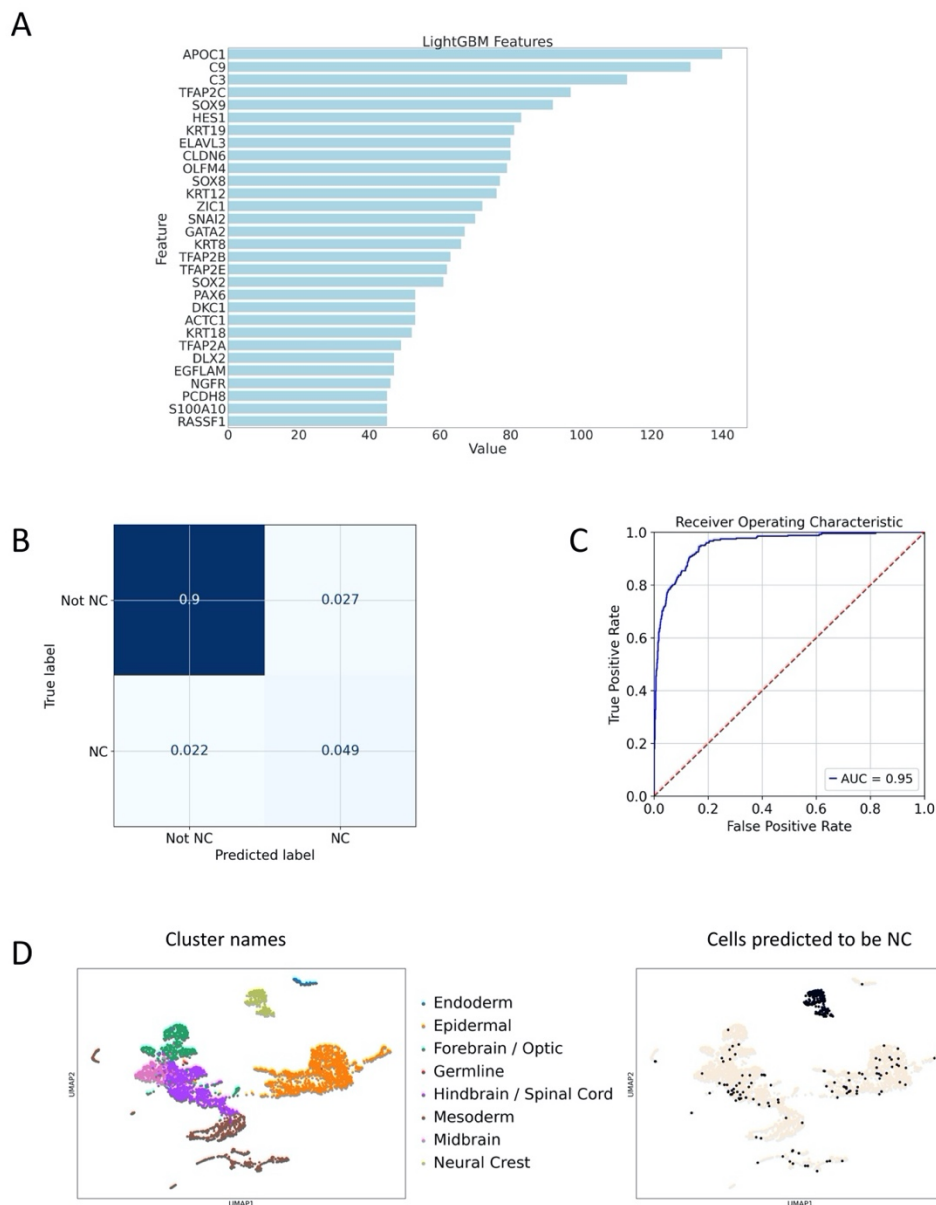 A
LightGBM Features
APOC1
C9
C3
TFAP2C
SOX9
HES1
KRT19
ELAVL3
CLDN6
OLFM4
SOX8
KRT12
ZIC1
SNAI2
GATA2
KRT8
TFAP2B
TFAP2E
SOX2
PAX6
DKC1
ACTC1
KRT18
TFAP2A
DLX2
EGFLAM
NGFR
PCDH8
S100A10
RASSF1
Feature
0 20 40 60 80 100 120 140
Value
B
Not NC
NC
True label
0.9 0.027
0.022 0.049
Not NC NC
Predicted label
C
Receiver Operating Characteristic
1.0
0.8
0.6
0.4
0.2
0.0
True Positive Rate
AUC = 0.95
0.0 0.2 0.4 0.6 0.8 1.0
False Positive Rate
D
Cluster names
UMAP2
UMAP1
Endoderm
Epidermal
Forebrain / Optic
Germline
Hindbrain / Spinal Cord
Mesoderm
Midbrain
Neural Crest
Cells predicted to be NC
UMAP2
UMAP1